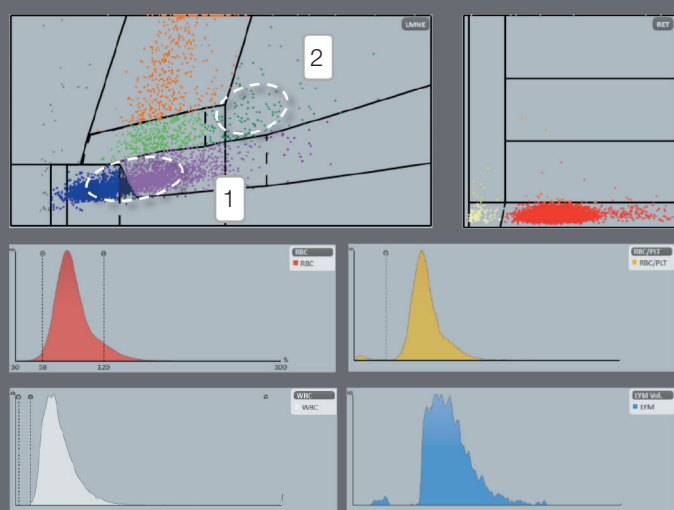 LMNE
RET
2
1
RBC
RBC
30
58
120
300
fL
RBC/PLT
RBC/PLT
WBC
WBC
LYM Vol.
LYM